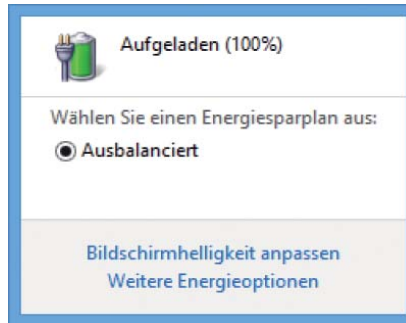 Aufgeladen (100%)
Wählen Sie einen Energiesparplan aus:
Ausbalanciert
Bildschirmhelligkeit anpassen
Weitere Energieoptionen